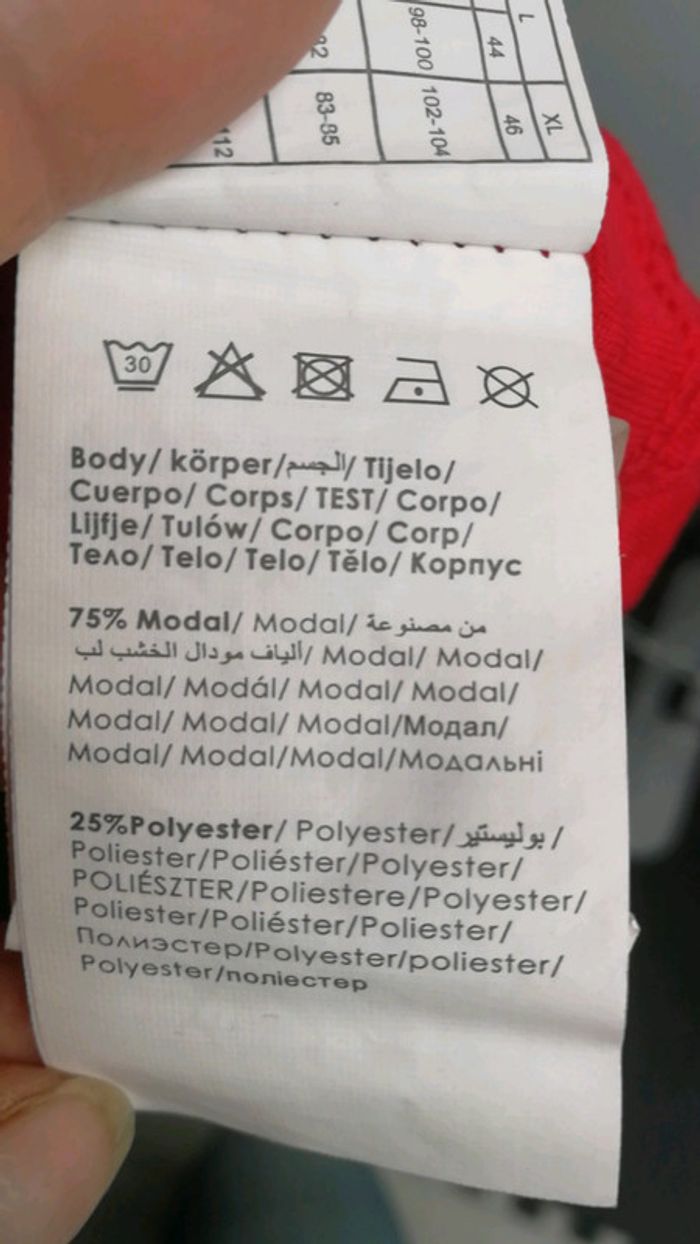 L
44
98-100
XL
46
102-104
83-85
30
Body/ körper/الجسم/ Tijelo/
Cuerpo/ Corps/ TEST/ Corpo/
Lijfje/ Tulów/ Corpo/ Corp/
Тело/ Telo/ Telo/ Tělo/ Корпус
75% Modal/ Modal/ من مصنوعة
ألياف مودال الخشب لب/ Modal/ Modal/
Modal/ Modál/ Modal/ Modal/
Modal/ Modal/ Modal/Модал/
Modal/ Modal/Modal/Модальні
25%Polyester/ Polyester/بوليستير/
Poliester/Poliéster/Polyester/
POLIÉSZTER/Poliestere/Polyester/
Poliester/Poliéster/Poliester/
Полиэстер/Polyester/poliester/
Polyester/поліестер